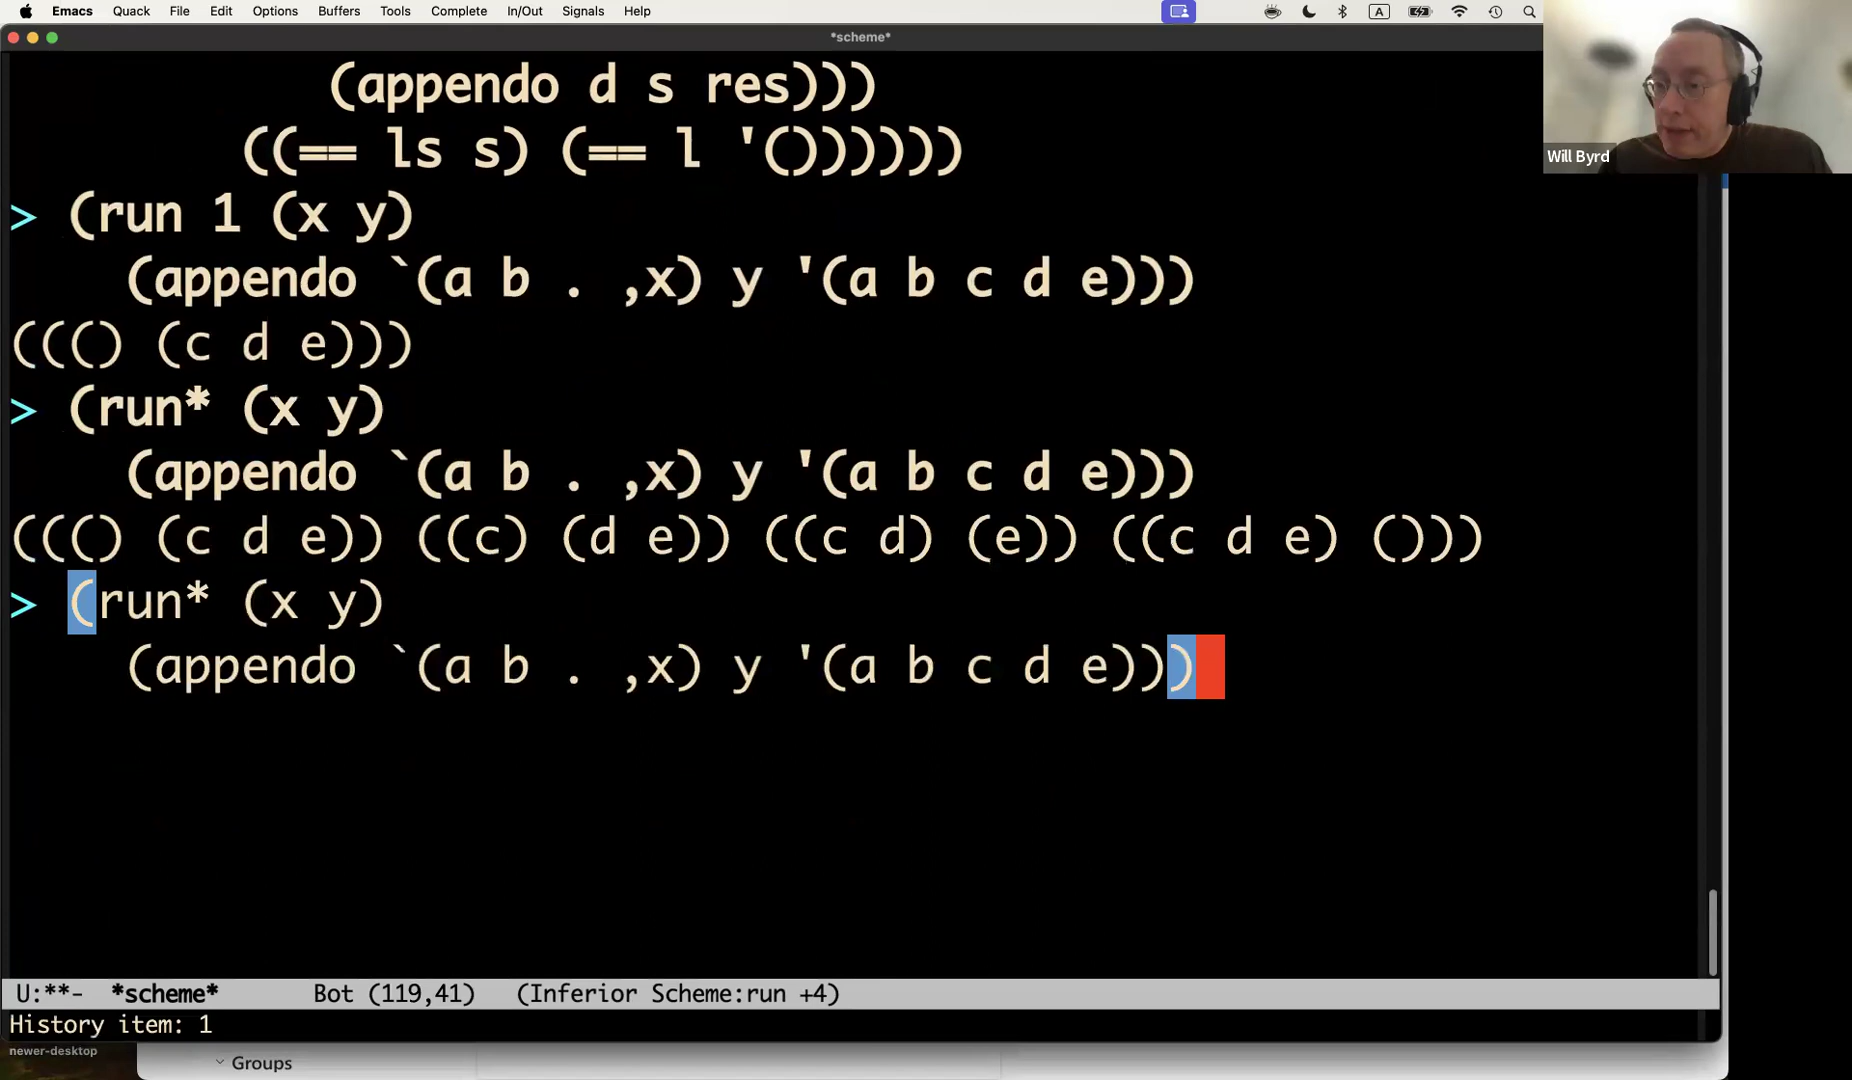 Emacs Quack File Edit Options Buffers Tools Complete In/Out Signals Help A
*scheme*
(appendo d s res)))
((== ls s) (== l '())))))
> (run 1 (x y)
(appendo `(a b . ,x) y '(a b c d e)))
((() (c d e)))
> (run* (x y)
(appendo `(a b . ,x) y '(a b c d e)))
((() (c d e)) ((c) (d e)) ((c d) (e)) ((c d e) ()))
> (run* (x y)
(appendo `(a b . ,x) y '(a b c d e)))
U:**- *scheme* Bot (119,41) (Inferior Scheme:run +4)
History item: 1
newer-desktop
Groups
Will Byrd